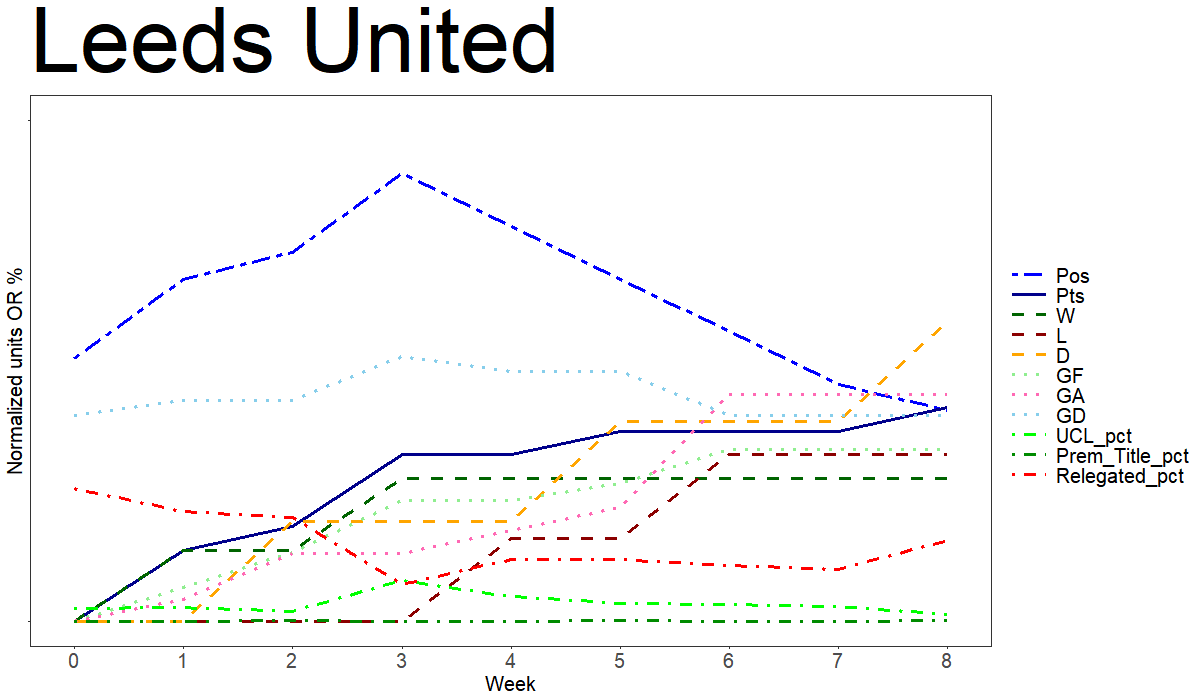 Leeds United
Normalized units OR %
0 1 2 3 4 5 6 7 8
Week
Pos
Pts
W
L
D
GF
GA
GD
UCL_pct
Prem_Title_pct
Relegated_pct